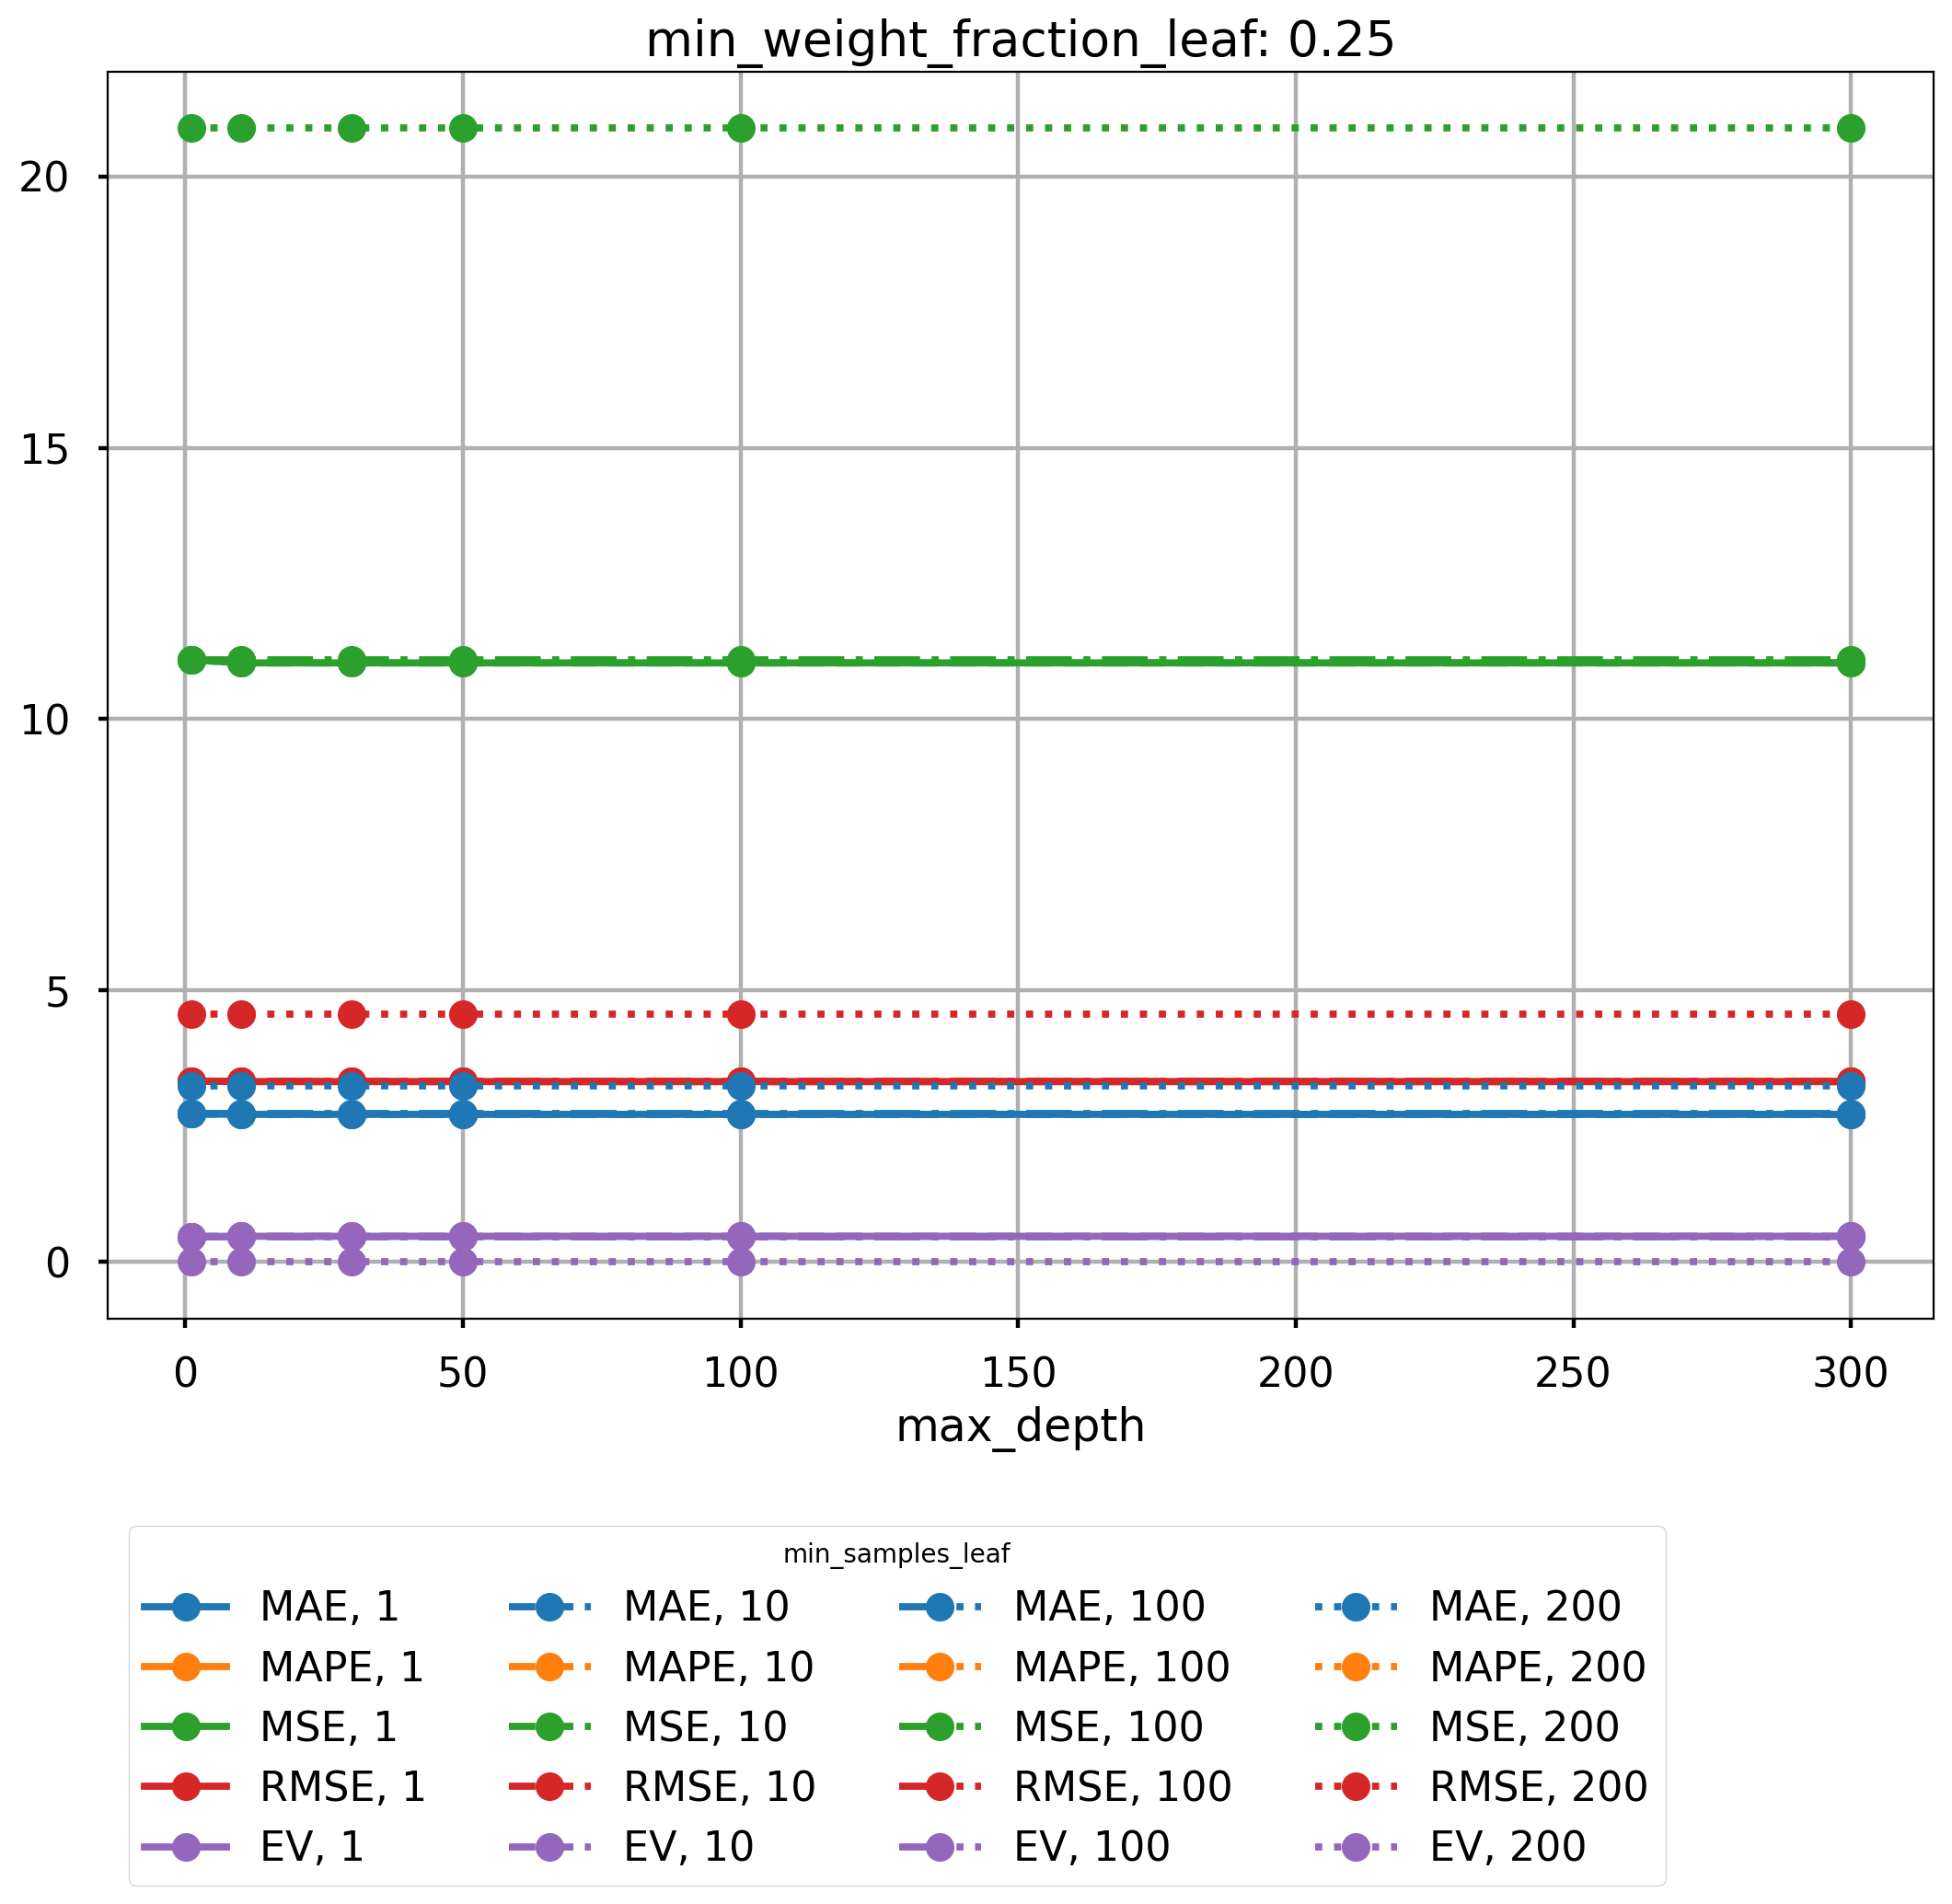 min_weight_fraction_leaf: 0.25
20
15
10
5
0
0 50 100 150 200 250 300
max_depth
min_samples_leaf
MAE, 1 MAE, 10 MAE, 100 MAE, 200
MAPE, 1 MAPE, 10 MAPE, 100 MAPE, 200
MSE, 1 MSE, 10 MSE, 100 MSE, 200
RMSE, 1 RMSE, 10 RMSE, 100 RMSE, 200
EV, 1 EV, 10 EV, 100 EV, 200